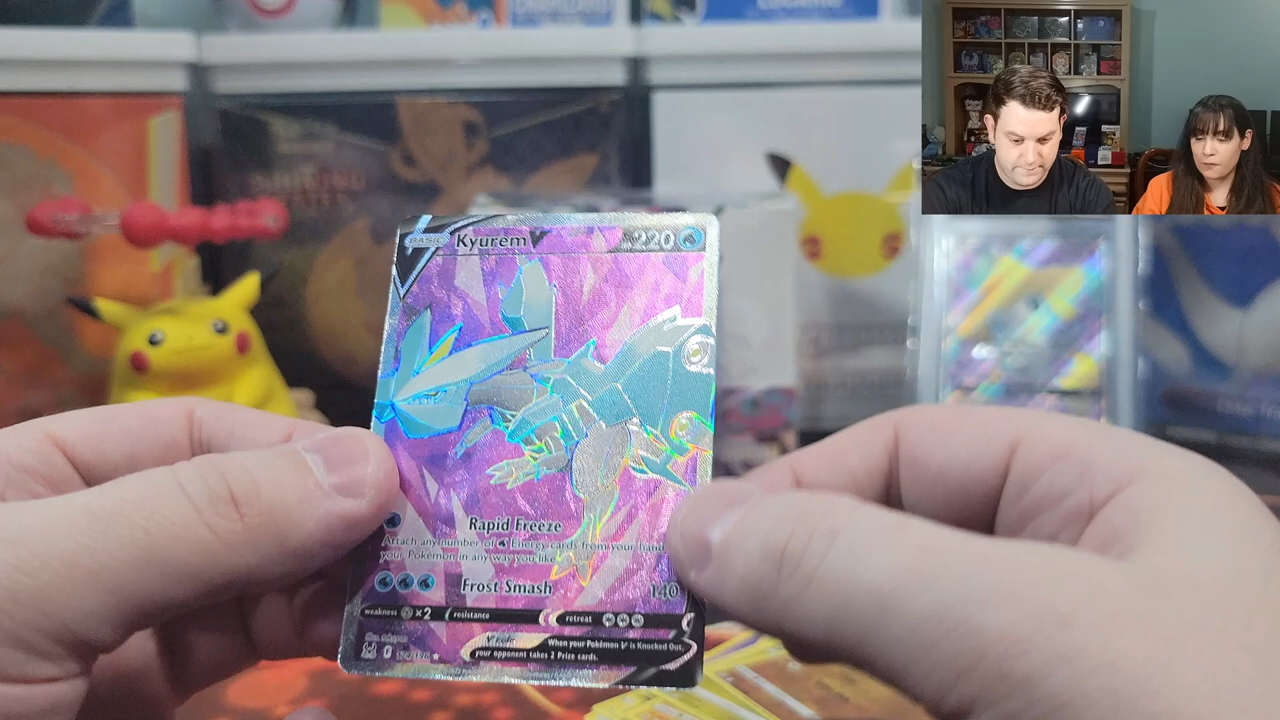 BASIC Kyurem V 220
Rapid Freeze
Attach any number of Energy cards from your hand
your Pokémon in any way you like.
Frost Smash 140
weakness ×2 resistance retreat
When your Pokémon V is Knocked Out,
your opponent takes 2 Prize cards.